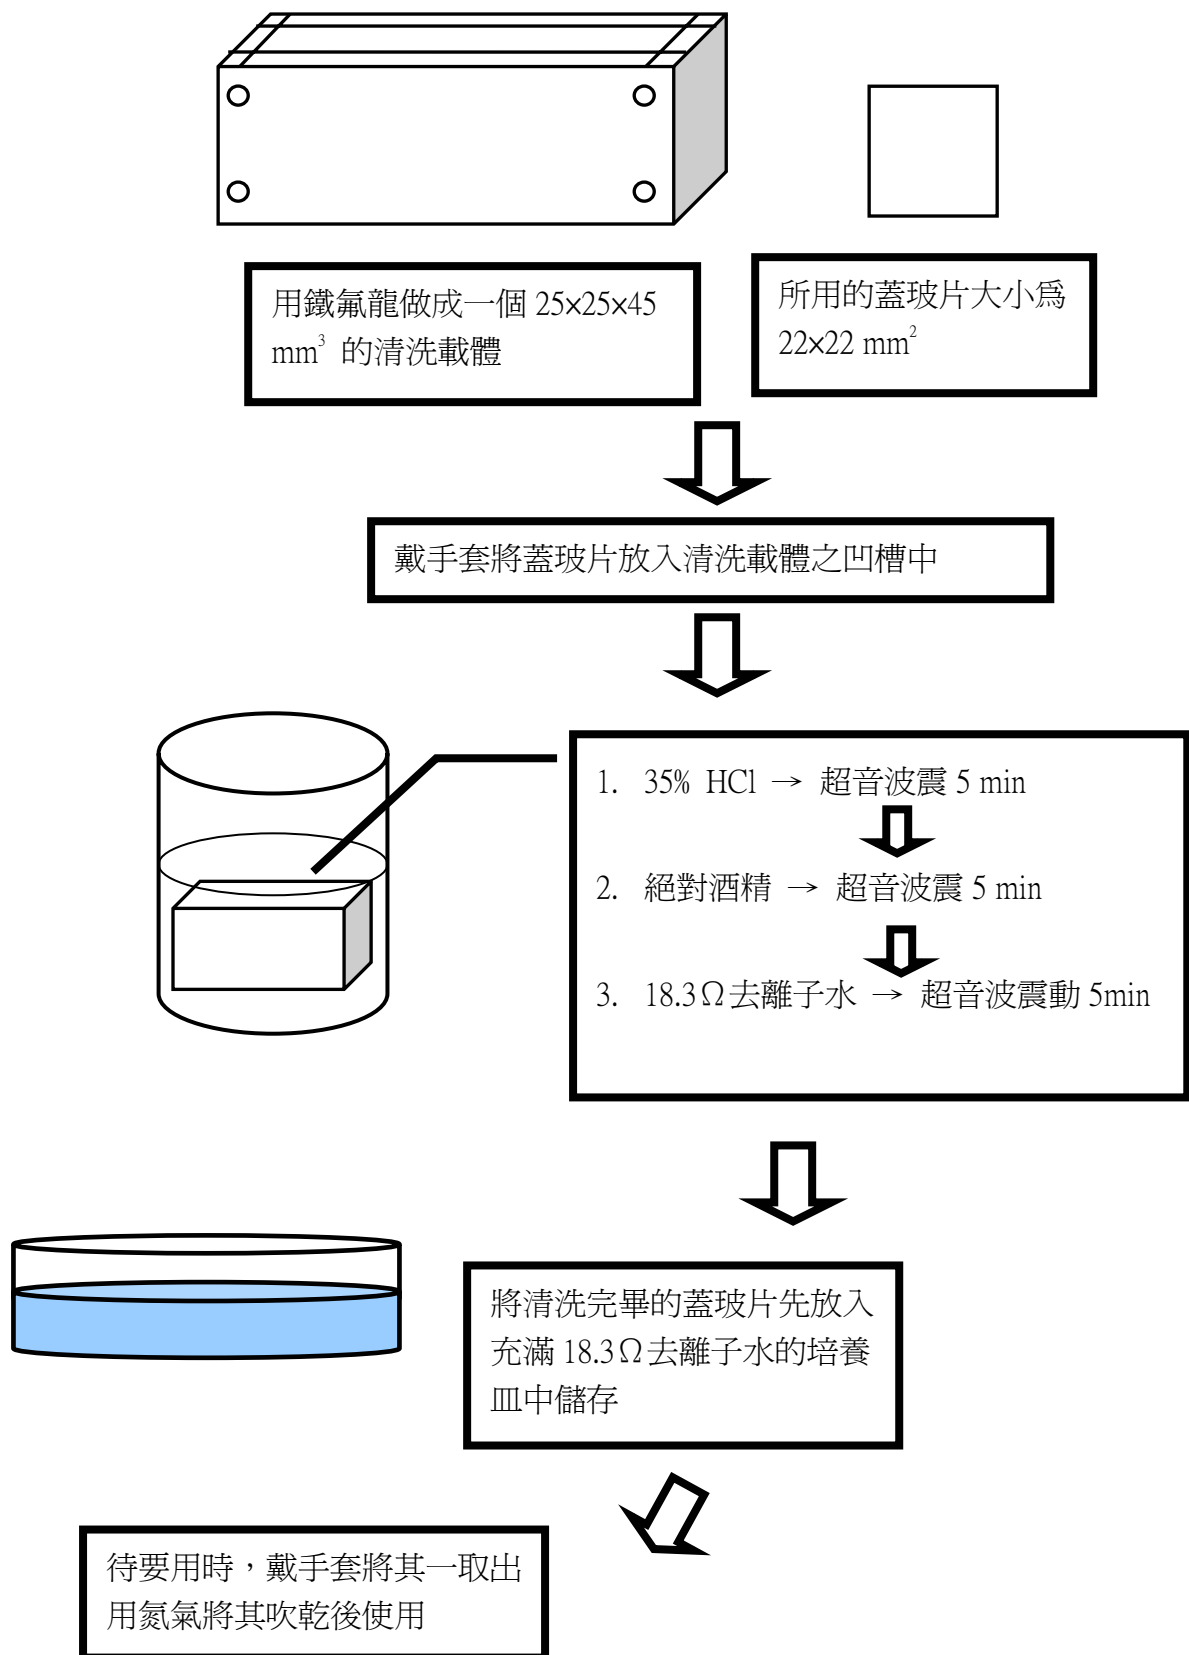 用鐵氟龍做成一個 25×25×45
mm³ 的清洗載體
所用的蓋玻片大小爲
22×22 mm²
戴手套將蓋玻片放入清洗載體之凹槽中
1. 35% HCl → 超音波震 5 min
2. 絕對酒精 → 超音波震 5 min
3. 18.3Ω去離子水 → 超音波震動 5min
將清洗完畢的蓋玻片先放入
充滿 18.3Ω去離子水的培養
皿中儲存
待要用時，戴手套將其一取出
用氮氣將其吹乾後使用